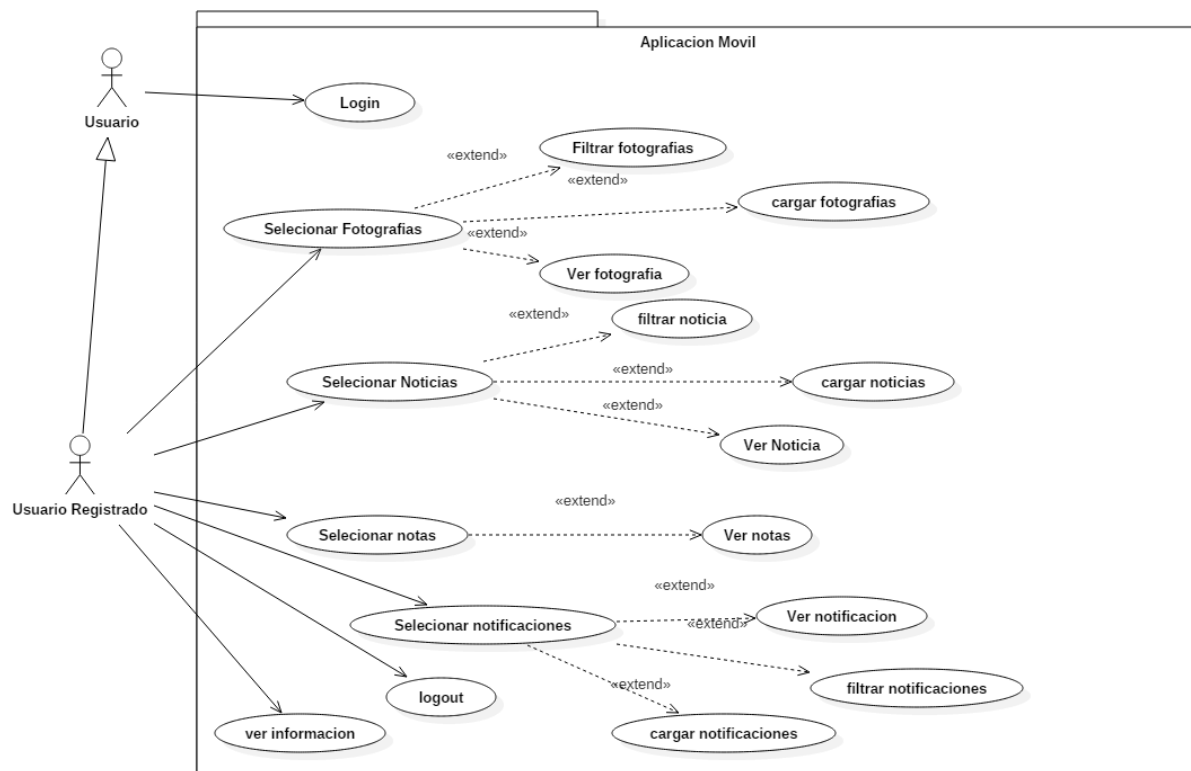 Aplicacion Movil
Usuario
Login
«extend»
Filtrar fotografias
«extend»
cargar fotografias
Selecionar Fotografias
«extend»
Ver fotografia
«extend»
filtrar noticia
Selecionar Noticias
«extend»
cargar noticias
«extend»
Ver Noticia
Usuario Registrado
«extend»
Selecionar notas
Ver notas
«extend»
Ver notificacion
Selecionar notificaciones
«extend»
filtrar notificaciones
«extend»
logout
ver informacion
cargar notificaciones